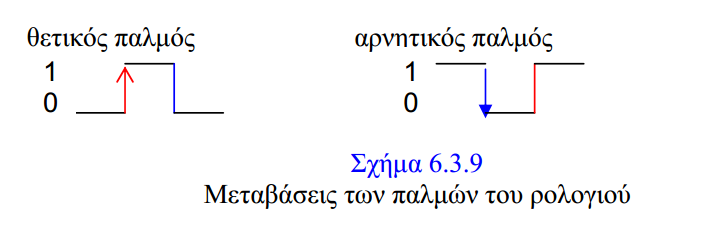 θετικός παλμός
αρνητικός παλμός
1
0
1
0
Σχήμα 6.3.9
Μεταβάσεις των παλμών του ρολογιού